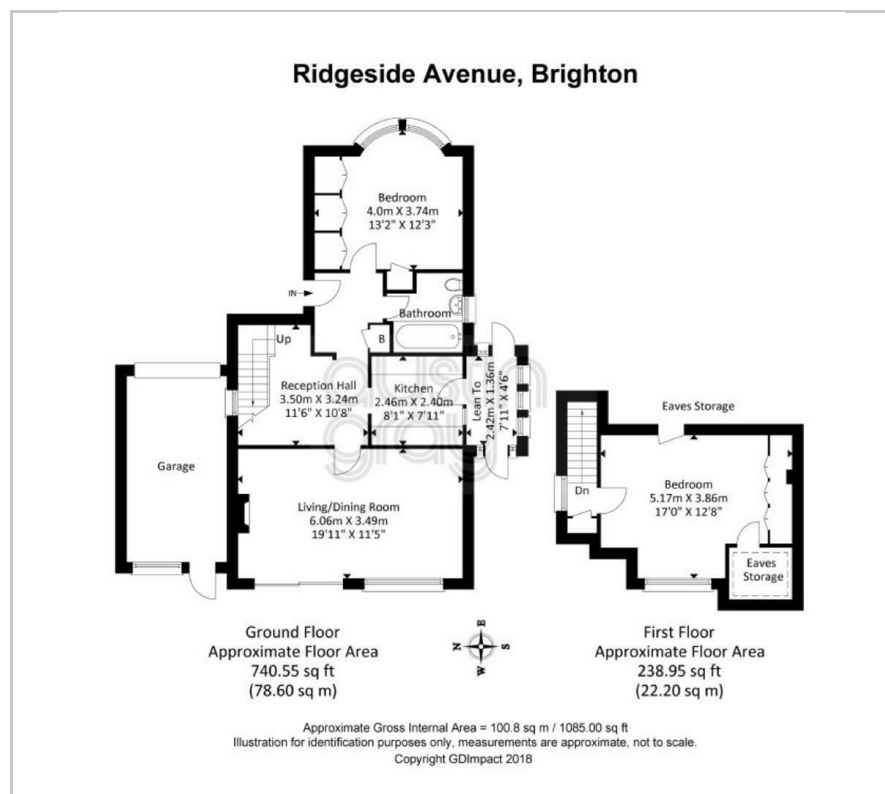 Ridgeside Avenue, Brighton
Bedroom
4.0m X 3.74m
13'2" X 12'3"
IN
Bathroom
B
Up
Reception Hall
3.50m X 3.24m
11'6" X 10'8"
Kitchen
2.46m X 2.40m
8'1" X 7'11"
Lean To
2.42m X 1.36m
7'11" X 4'6"
Garage
Living/Dining Room
6.06m X 3.49m
19'11" X 11'5"
Eaves Storage
Bedroom
5.17m X 3.86m
17'0" X 12'8"
Dn
Eaves
Storage
Ground Floor
Approximate Floor Area
740.55 sq ft
(78.60 sq m)
N
E
S
W
First Floor
Approximate Floor Area
238.95 sq ft
(22.20 sq m)
Approximate Gross Internal Area = 100.8 sq m / 1085.00 sq ft
Illustration for identification purposes only, measurements are approximate, not to scale.
Copyright GDImpact 2018